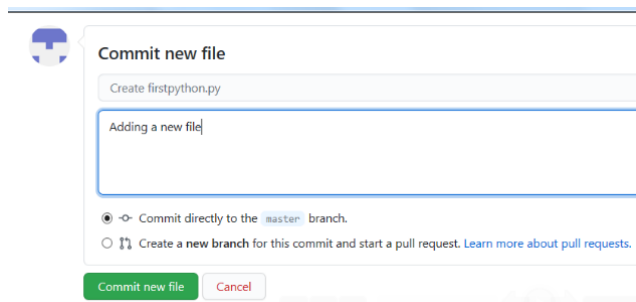 Commit new file
Create firstpython.py
Adding a new file
Commit directly to the master branch.
Create a new branch for this commit and start a pull request. Learn more about pull requests.
Commit new file Cancel